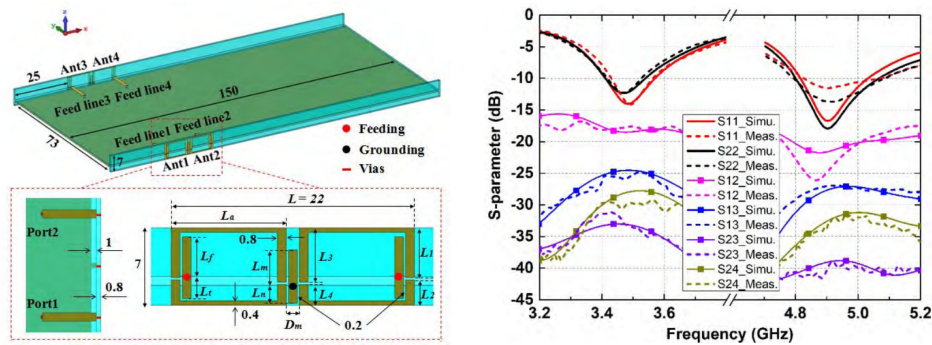 z
y
x
Ant3 Ant4
25
Feed line3 Feed line4
150
Feed line1 Feed line2
73
7
Ant1 Ant2
Feeding
Grounding
Vias
Port2
1
Port1
0.8
L = 22
La
0.8
7
Lf
Lm
L3
L1
Lt
Ln
L4
L2
0.4
Dm
0.2
S-parameter (dB)
0
-5
-10
-15
-20
-25
-30
-35
-40
-45
S11_Simu.
S11_Meas.
S22_Simu.
S22_Meas.
S12_Simu.
S12_Meas.
S13_Simu.
S13_Meas.
S23_Simu.
S23_Meas.
S24_Simu.
S24_Meas.
3.2 3.4 3.6 4.8 5.0 5.2
Frequency (GHz)